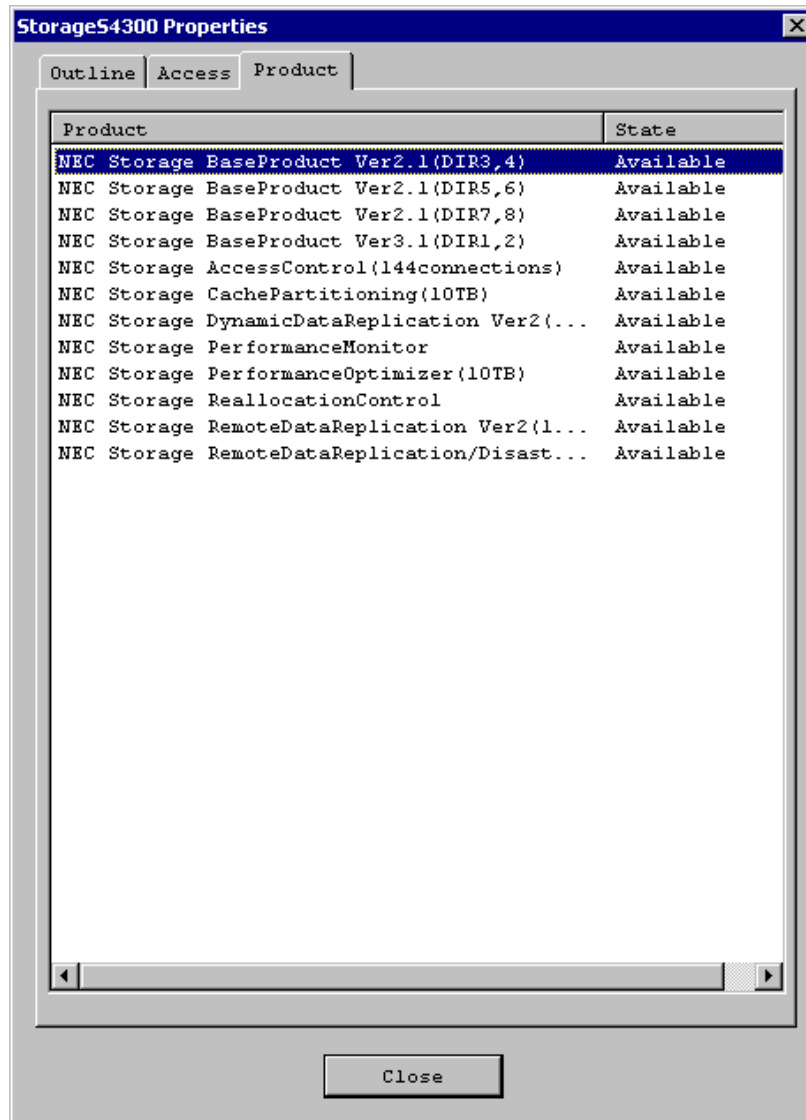 StorageS4300 Properties
Outline Access Product
Product State
NEC Storage BaseProduct Ver2.1(DIR3,4) Available
NEC Storage BaseProduct Ver2.1(DIR5,6) Available
NEC Storage BaseProduct Ver2.1(DIR7,8) Available
NEC Storage BaseProduct Ver3.1(DIR1,2) Available
NEC Storage AccessControl(144connections) Available
NEC Storage CachePartitioning(10TB) Available
NEC Storage DynamicDataReplication Ver2(... Available
NEC Storage PerformanceMonitor Available
NEC Storage PerformanceOptimizer(10TB) Available
NEC Storage ReallocationControl Available
NEC Storage RemoteDataReplication Ver2(1... Available
NEC Storage RemoteDataReplication/Disast... Available
Close